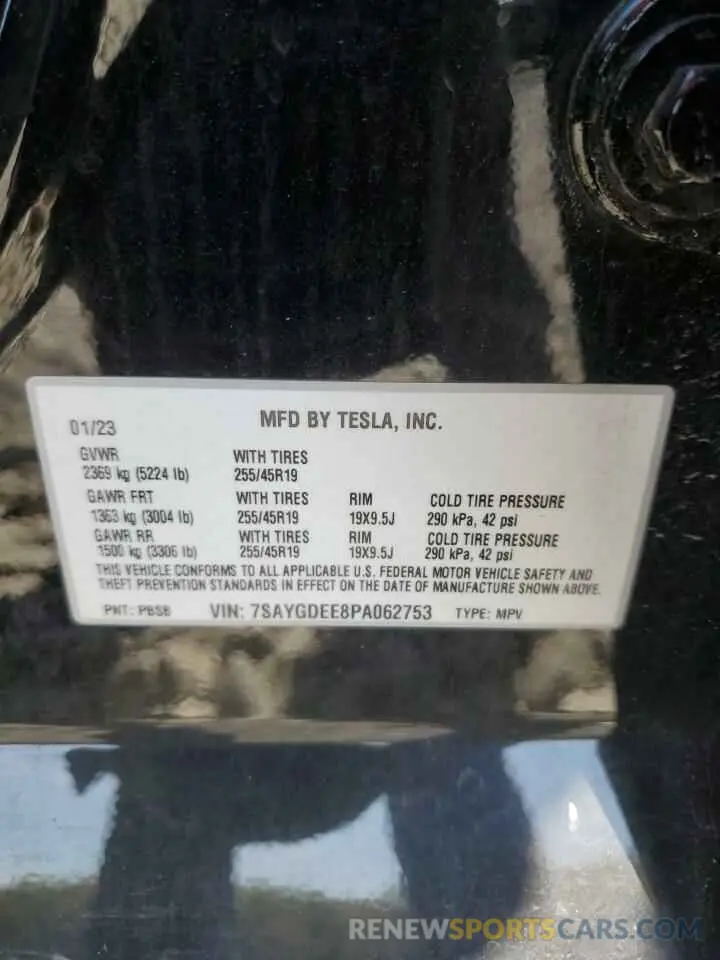 MFD BY TESLA, INC.
01/23
GVWR WITH TIRES
2369 kg (5224 lb) 255/45R19
GAWR FRT WITH TIRES RIM COLD TIRE PRESSURE
1363 kg (3004 lb) 255/45R19 19X9.5J 290 kPa, 42 psi
GAWR RR WITH TIRES RIM COLD TIRE PRESSURE
1500 kg (3306 lb) 255/45R19 19X9.5J 290 kPa, 42 psi
THIS VEHICLE CONFORMS TO ALL APPLICABLE U.S. FEDERAL MOTOR VEHICLE SAFETY AND
THEFT PREVENTION STANDARDS IN EFFECT ON THE DATE OF MANUFACTURE SHOWN ABOVE.
PNT: PBSB VIN: 7SAYGDEE8PA062753 TYPE: MPV
RENEWSPORTSCARS.COM